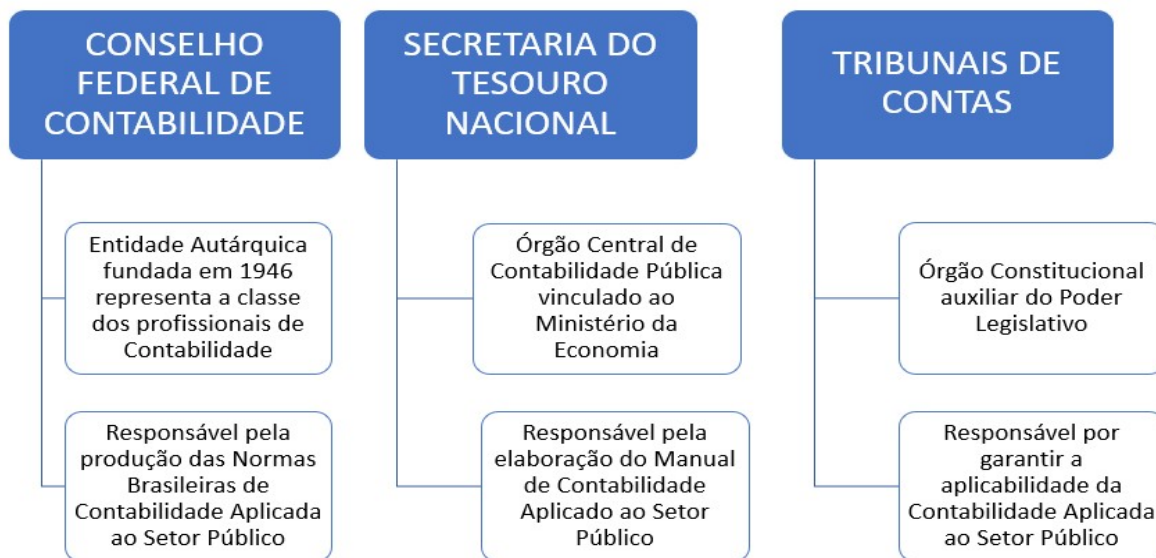 CONSELHO
FEDERAL DE
CONTABILIDADE
Entidade Autárquica
fundada em 1946
representa a classe
dos profissionais de
Contabilidade
Responsável pela
produção das Normas
Brasileiras de
Contabilidade Aplicada
ao Setor Público
SECRETARIA DO
TESOURO
NACIONAL
Órgão Central de
Contabilidade Pública
vinculado ao
Ministério da
Economia
Responsável pela
elaboração do Manual
de Contabilidade
Aplicado ao Setor
Público
TRIBUNAIS DE
CONTAS
Órgão Constitucional
auxiliar do Poder
Legislativo
Responsável por
garantir a
aplicabilidade da
Contabilidade Aplicada
ao Setor Público